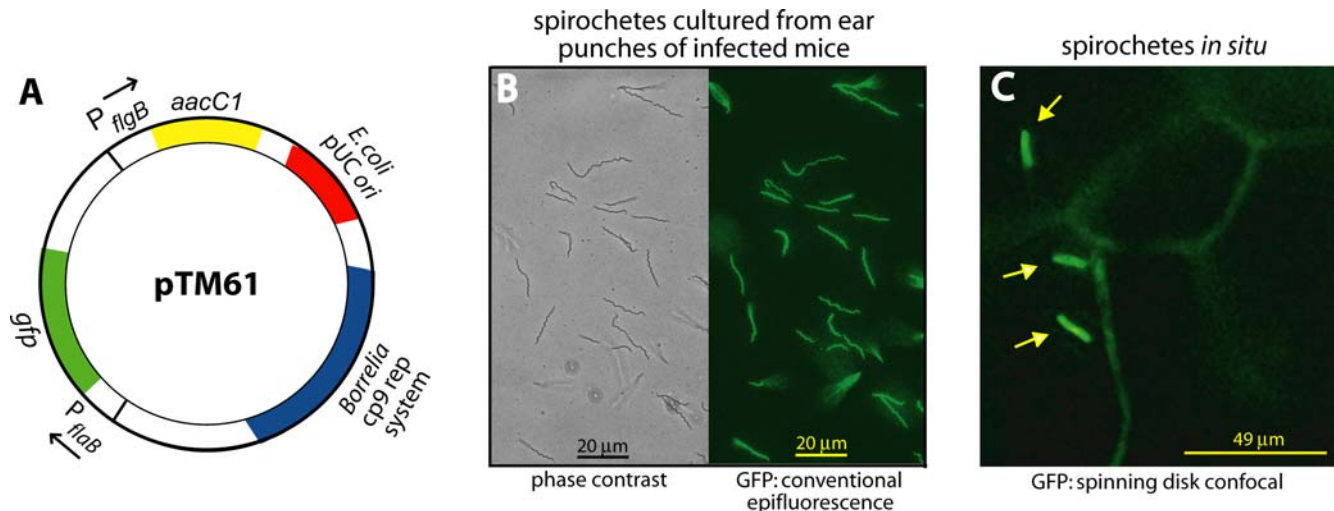 A
P flgB
aacC1
E. coli
pUC ori
pTM61
gfp
P flaB
Borrelia
cp9 rep
system
spirochetes cultured from ear
punches of infected mice
B
20 μm
20 μm
phase contrast
GFP: conventional
epifluorescence
spirochetes in situ
C
49 μm
GFP: spinning disk confocal